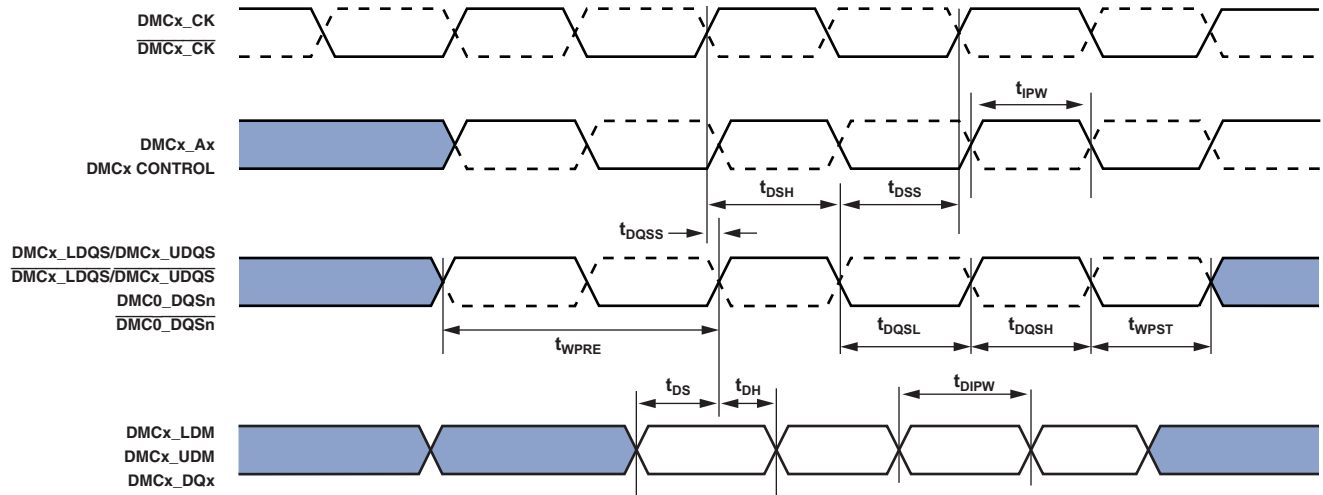 DMCx_CK
DMCx_CK
tIPW
DMCx_Ax
DMCx CONTROL
tDSH
tDSS
tDQSS
DMCx_LDQS/DMCx_UDQS
DMCx_LDQS/DMCx_UDQS
DMC0_DQSn
DMC0_DQSn
tWPRE
tDQSL
tDQSH
tWPST
tDS
tDH
tDIPW
DMCx_LDM
DMCx_UDM
DMCx_DQx